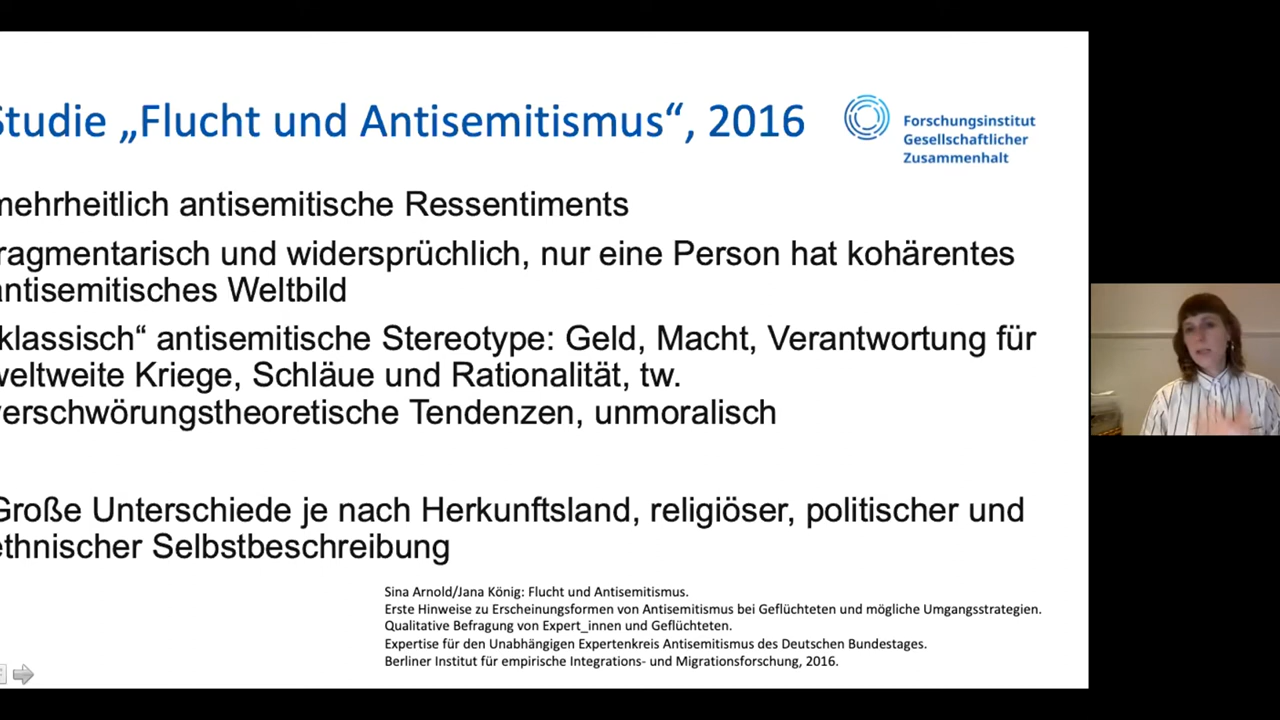 Studie „Flucht und Antisemitismus“, 2016
Forschungsinstitut
Gesellschaftlicher
Zusammenhalt
mehrheitlich antisemitische Ressentiments
ragmentarisch und widersprüchlich, nur eine Person hat kohärentes
antisemitisches Weltbild
klassisch“ antisemitische Stereotype: Geld, Macht, Verantwortung für
weltweite Kriege, Schläue und Rationalität, tw.
verschwörungstheoretische Tendenzen, unmoralisch
Große Unterschiede je nach Herkunftsland, religiöser, politischer und
ethnischer Selbstbeschreibung
Sina Arnold/Jana König: Flucht und Antisemitismus.
Erste Hinweise zu Erscheinungsformen von Antisemitismus bei Geflüchteten und mögliche Umgangsstrategien.
Qualitative Befragung von Expert_innen und Geflüchteten.
Expertise für den Unabhängigen Expertenkreis Antisemitismus des Deutschen Bundestages.
Berliner Institut für empirische Integrations- und Migrationsforschung, 2016.